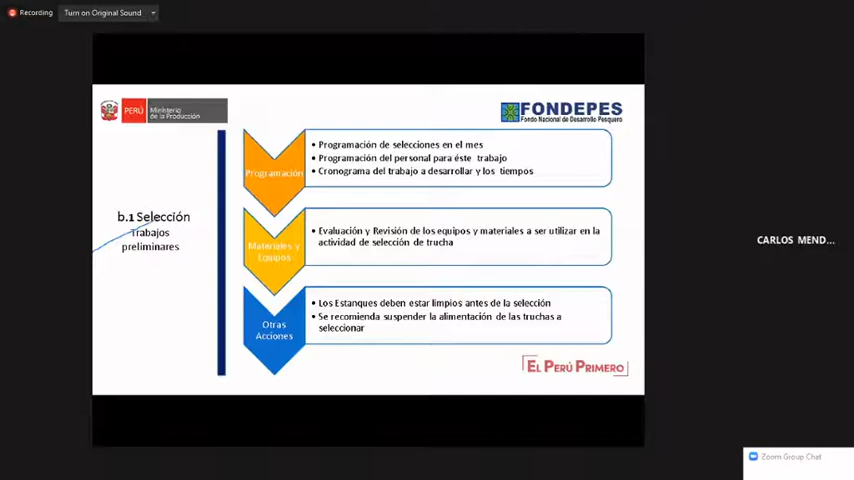 Recording
Turn on Original Sound
PERÚ
Ministerio
de la Producción
FONDEPES
Fondo Nacional de Desarrollo Pesquero
b.1 Selección
Trabajos
preliminares
Programación
• Programación de selecciones en el mes
• Programación del personal para éste trabajo
• Cronograma del trabajo a desarrollar y los tiempos
Materiales y
Equipos
• Evaluación y Revisión de los equipos y materiales a ser utilizar en la
actividad de selección de trucha
Otras
Acciones
• Los Estanques deben estar limpios antes de la selección
• Se recomienda suspender la alimentación de las truchas a
seleccionar
EL PERÚ PRIMERO
CARLOS MEND...
Zoom Group Chat